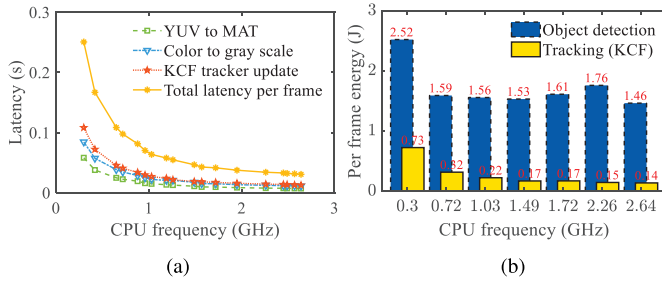 YUV to MAT
Color to gray scale
KCF tracker update
Total latency per frame
Latency (s)
0.3
0.2
0.1
0
0 1 2 3
CPU frequency (GHz)
(a)
Object detection
Tracking (KCF)
Per frame energy (J)
3
2
1
0
2.52 1.59 1.56 1.53 1.61 1.76 1.46
0.73 0.32 0.22 0.17 0.17 0.15 0.14
0.3 0.72 1.03 1.49 1.72 2.26 2.64
CPU frequency (GHz)
(b)